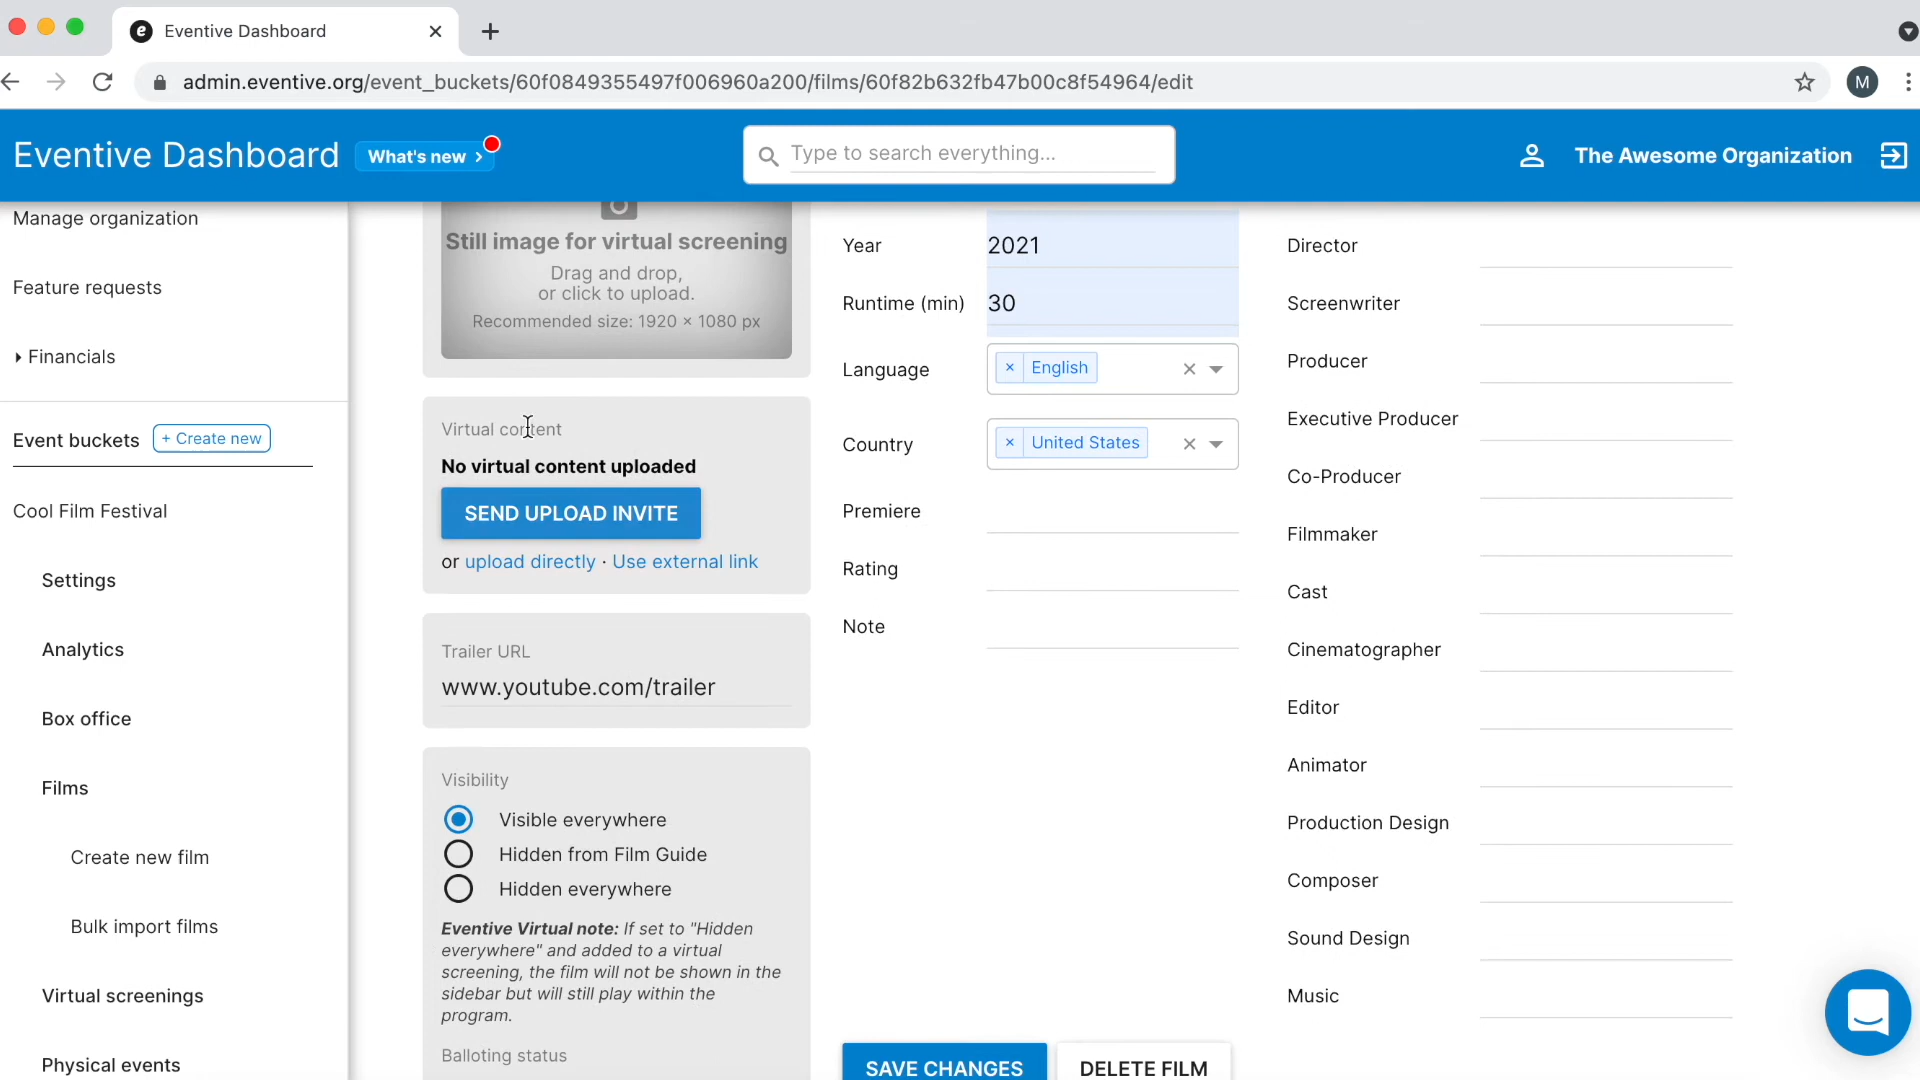 Eventive Dashboard
admin.eventive.org/event_buckets/60f0849355497f006960a200/films/60f82b632fb47b00c8f54964/edit
M
Eventive Dashboard
What's new
Type to search everything...
The Awesome Organization
Manage organization
Feature requests
Financials
Event buckets
+ Create new
Cool Film Festival
Settings
Analytics
Box office
Films
Create new film
Bulk import films
Virtual screenings
Physical events
Still image for virtual screening
Drag and drop,
or click to upload.
Recommended size: 1920 × 1080 px
Virtual content
No virtual content uploaded
SEND UPLOAD INVITE
or upload directly · Use external link
Trailer URL
www.youtube.com/trailer
Visibility
Visible everywhere
Hidden from Film Guide
Hidden everywhere
Eventive Virtual note: If set to "Hidden
everywhere" and added to a virtual
screening, the film will not be shown in the
sidebar but will still play within the
program.
Balloting status
Year 2021
Runtime (min) 30
Language × English
Country × United States
Premiere
Rating
Note
SAVE CHANGES
DELETE FILM
Director
Screenwriter
Producer
Executive Producer
Co-Producer
Filmmaker
Cast
Cinematographer
Editor
Animator
Production Design
Composer
Sound Design
Music